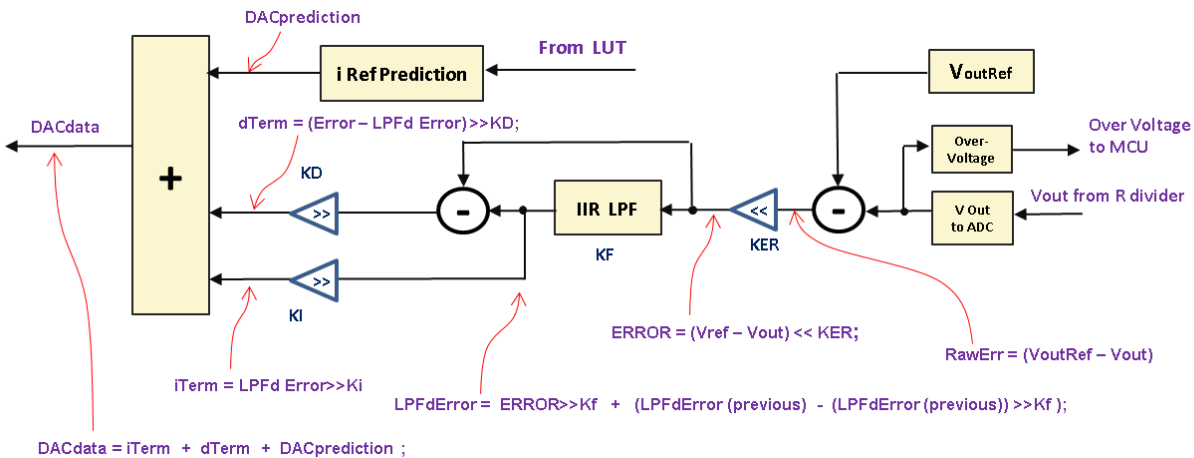 DACprediction
From LUT
i Ref Prediction
VoutRef
DACdata
dTerm = (Error – LPFd Error)>>KD;
Over-
Voltage
Over Voltage
to MCU
+
KD
>>
-
IIR LPF
<<
-
V Out
to ADC
Vout from R divider
KF
KER
>>
KI
ERROR = (Vref – Vout) << KER;
RawErr = (VoutRef – Vout)
iTerm = LPFd Error>>Ki
LPFdError = ERROR>>Kf + (LPFdError (previous) - (LPFdError (previous)) >>Kf );
DACdata = iTerm + dTerm + DACprediction ;